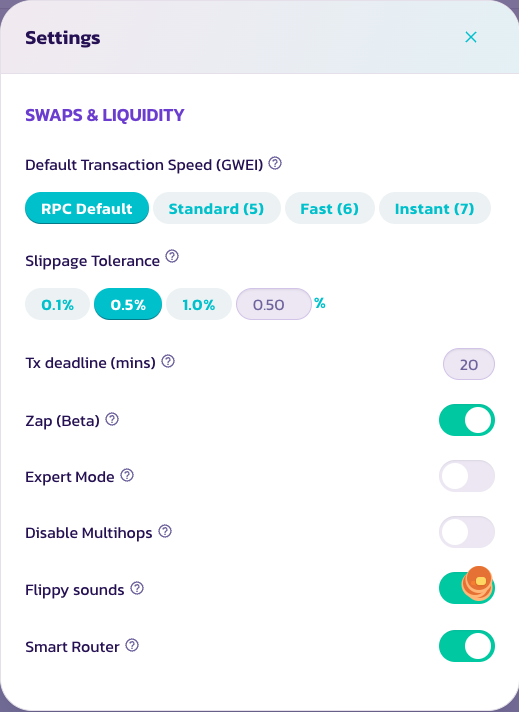 Settings
SWAPS & LIQUIDITY
Default Transaction Speed (GWEI)
RPC Default Standard (5) Fast (6) Instant (7)
Slippage Tolerance
0.1% 0.5% 1.0% 0.50 %
Tx deadline (mins) 20
Zap (Beta)
Expert Mode
Disable Multihops
Flippy sounds
Smart Router